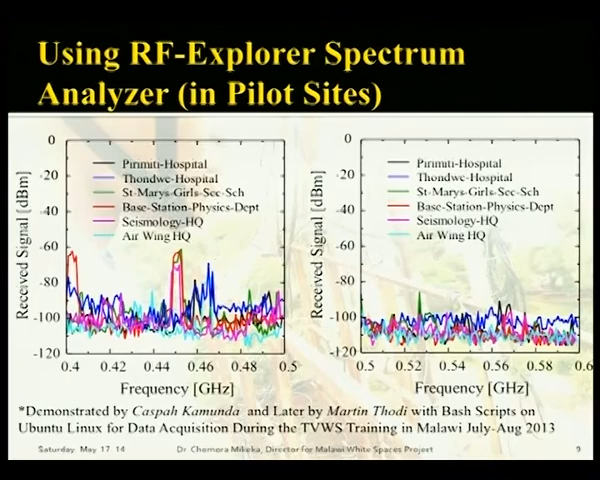 Using RF-Explorer Spectrum
Analyzer (in Pilot Sites)
Received Signal [dBm]
0
-20
-40
-60
-80
-100
-120
Pirimiti-Hospital
Thondwe-Hospital
St-Marys-Girls-Sec-Sch
Base-Station-Physics-Dept
Seismology-HQ
Air Wing HQ
0.4 0.42 0.44 0.46 0.48 0.5
Frequency [GHz]
Received Signal [dBm]
0
-20
-40
-60
-80
-100
-120
Pirimiti-Hospital
Thondwe-Hospital
St-Marys-Girls-Sec-Sch
Base-Station-Physics-Dept
Seismology-HQ
Air Wing HQ
0.5 0.52 0.54 0.56 0.58 0.6
Frequency [GHz]
*Demonstrated by Caspah Kamunda and Later by Martin Thodi with Bash Scripts on
Ubuntu Linux for Data Acquisition During the TVWS Training in Malawi July-Aug 2013
Saturday, May 17, 14 Dr Chomora Mikeka, Director for Malawi White Spaces Project 9